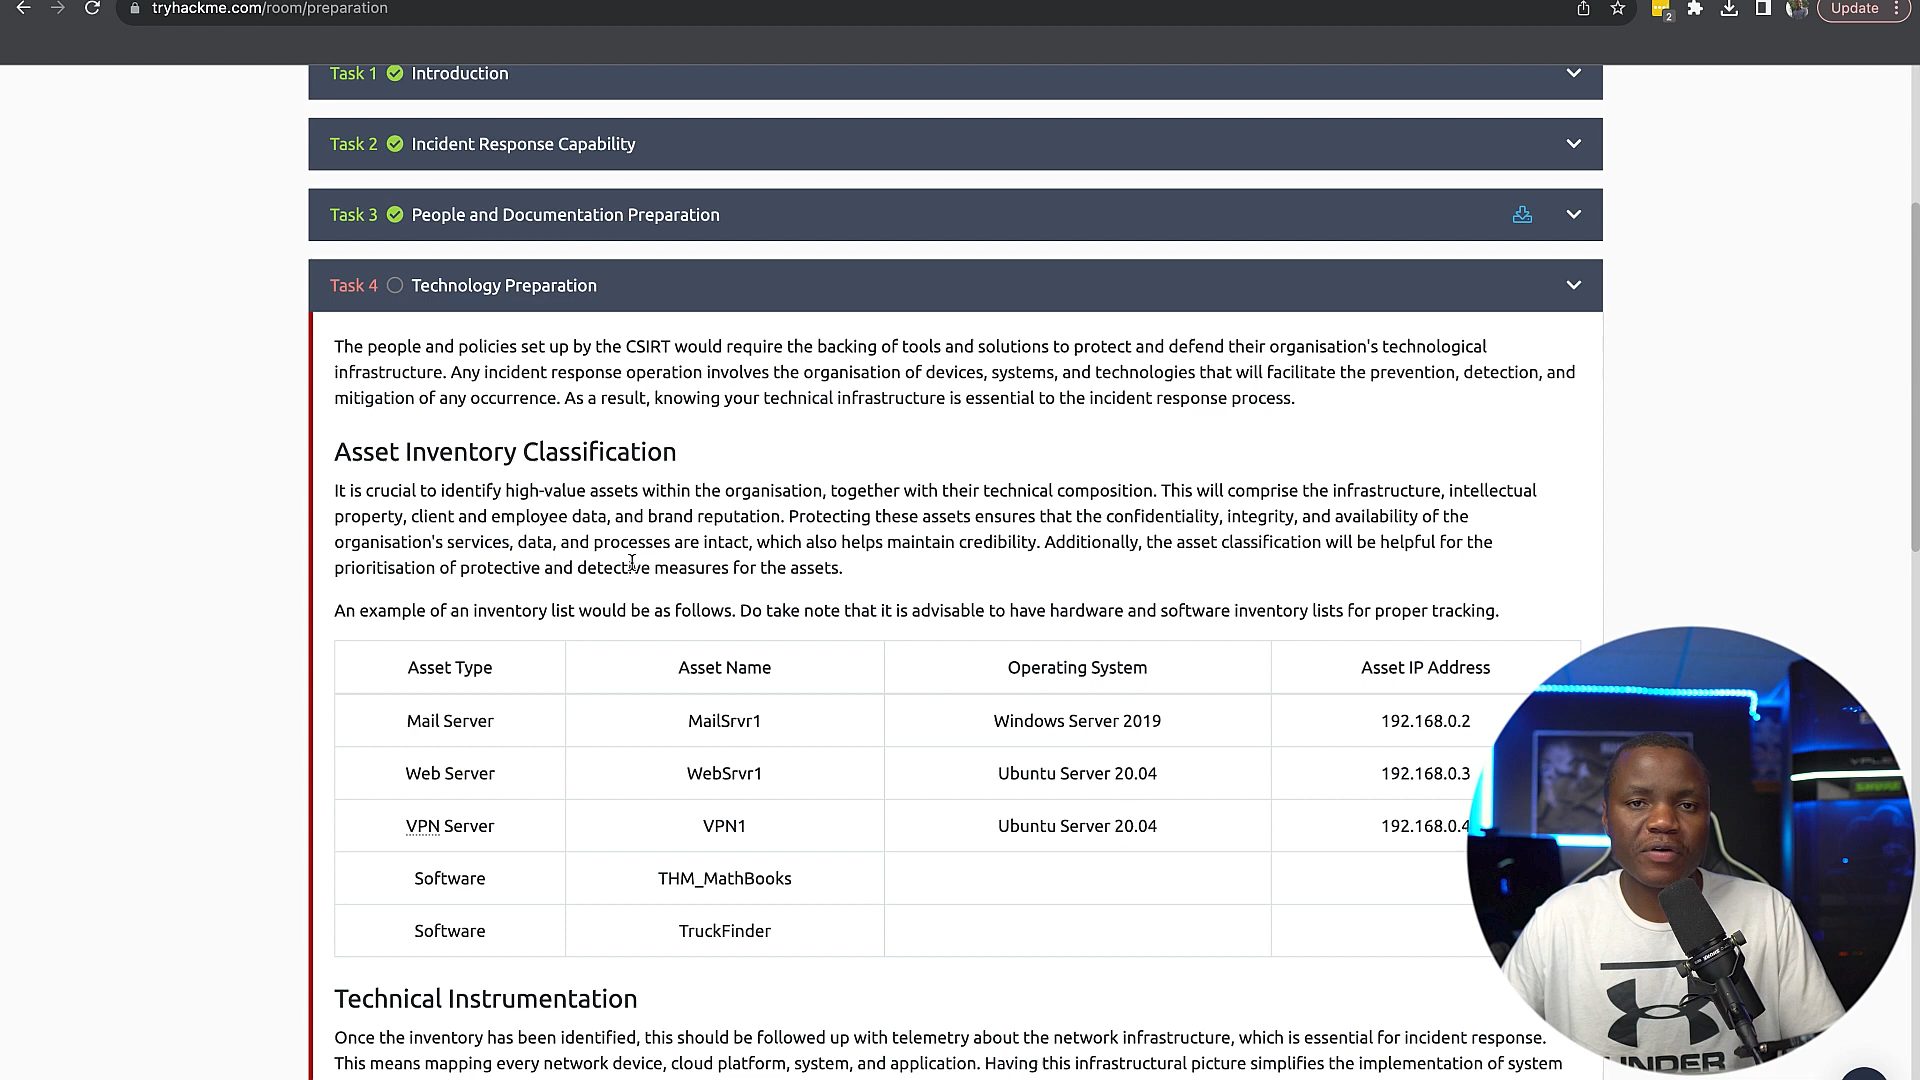 tryhackme.com/room/preparation
2
Update
Task 1 Introduction
Task 2 Incident Response Capability
Task 3 People and Documentation Preparation
Task 4 Technology Preparation
The people and policies set up by the CSIRT would require the backing of tools and solutions to protect and defend their organisation's technological
infrastructure. Any incident response operation involves the organisation of devices, systems, and technologies that will facilitate the prevention, detection, and
mitigation of any occurrence. As a result, knowing your technical infrastructure is essential to the incident response process.
Asset Inventory Classification
It is crucial to identify high-value assets within the organisation, together with their technical composition. This will comprise the infrastructure, intellectual
property, client and employee data, and brand reputation. Protecting these assets ensures that the confidentiality, integrity, and availability of the
organisation's services, data, and processes are intact, which also helps maintain credibility. Additionally, the asset classification will be helpful for the
prioritisation of protective and detective measures for the assets.
An example of an inventory list would be as follows. Do take note that it is advisable to have hardware and software inventory lists for proper tracking.
Asset Type Asset Name Operating System Asset IP Address
Mail Server MailSrvr1 Windows Server 2019 192.168.0.2
Web Server WebSrvr1 Ubuntu Server 20.04 192.168.0.3
VPN Server VPN1 Ubuntu Server 20.04 192.168.0.4
Software THM_MathBooks
Software TruckFinder
Technical Instrumentation
Once the inventory has been identified, this should be followed up with telemetry about the network infrastructure, which is essential for incident response.
This means mapping every network device, cloud platform, system, and application. Having this infrastructural picture simplifies the implementation of system
UNDER